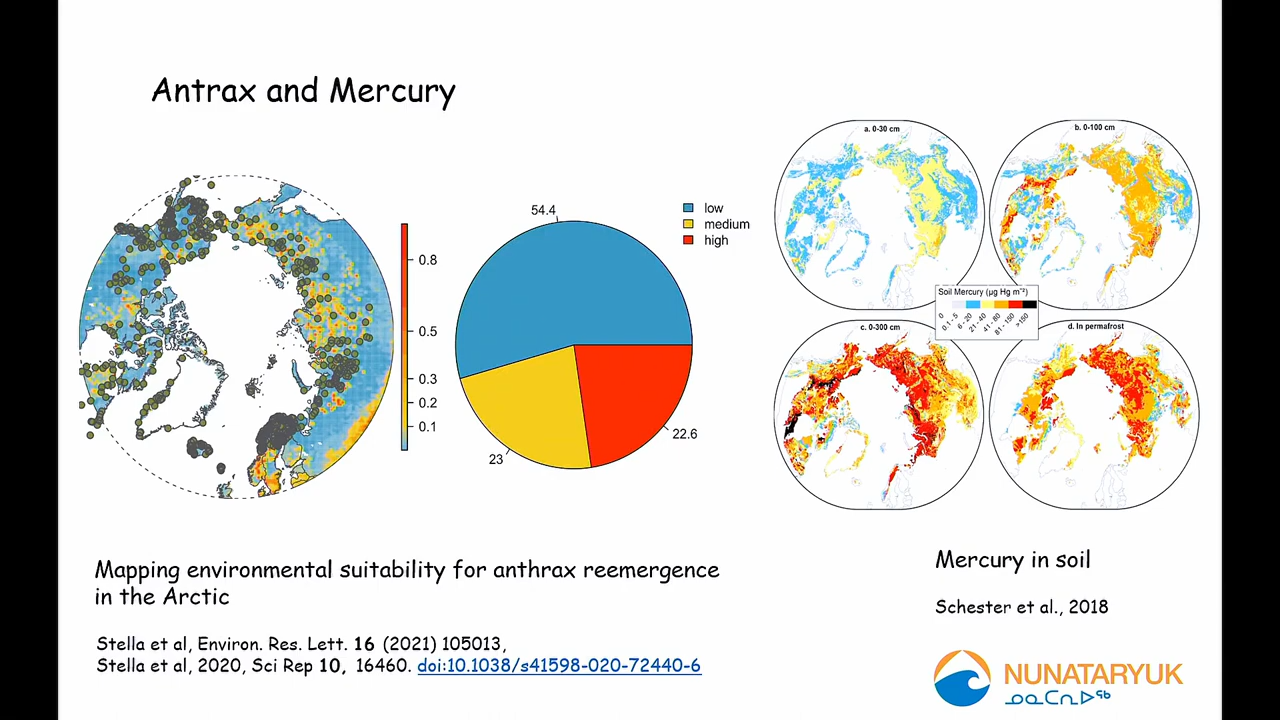 Antrax and Mercury
0.8
0.5
0.3
0.2
0.1
54.4
23
22.6
low
medium
high
a. 0-30 cm
b. 0-100 cm
Soil Mercury (µg Hg m⁻²)
0
0.1 - 5
6 - 20
21 - 40
41 - 80
81 - 150
>150
c. 0-300 cm
d. In permafrost
Mapping environmental suitability for anthrax reemergence
in the Arctic
Stella et al, Environ. Res. Lett. 16 (2021) 105013,
Stella et al, 2020, Sci Rep 10, 16460. doi:10.1038/s41598-020-72440-6
Mercury in soil
Schester et al., 2018
NUNATARYUK
ᓄᓇᑕᕆᐅᖅ